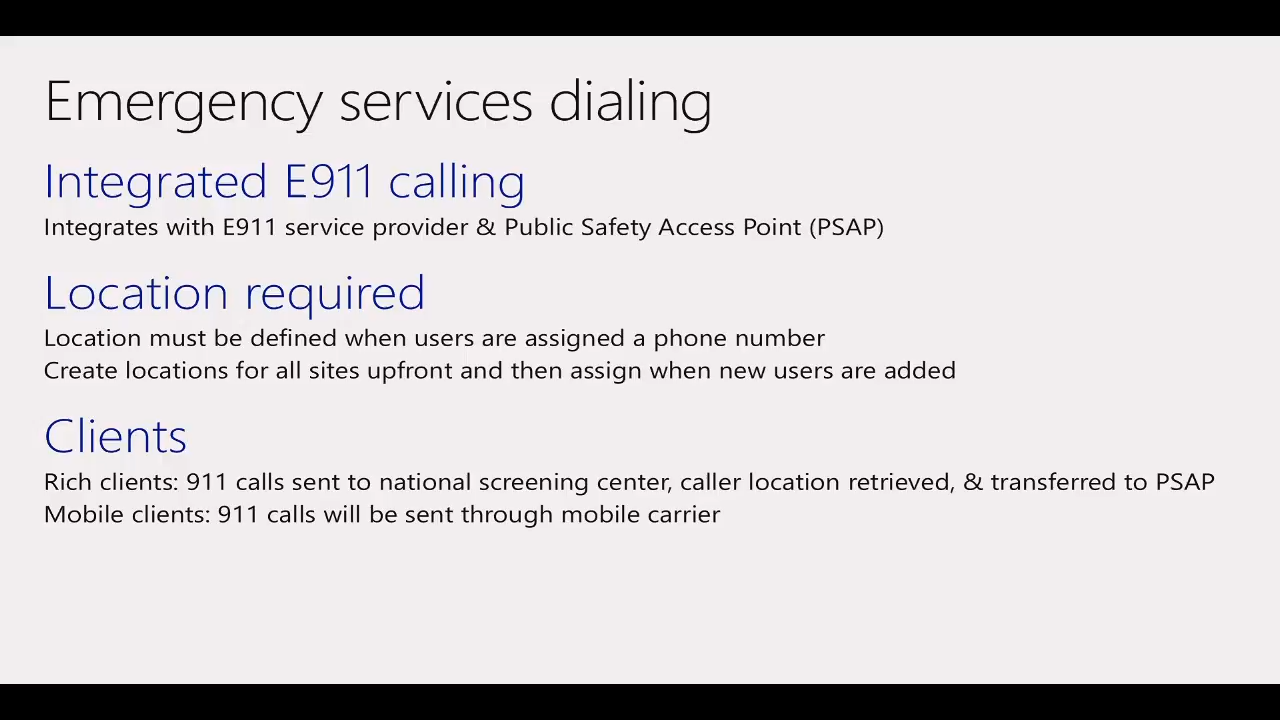 Emergency services dialing
Integrated E911 calling
Integrates with E911 service provider & Public Safety Access Point (PSAP)
Location required
Location must be defined when users are assigned a phone number
Create locations for all sites upfront and then assign when new users are added
Clients
Rich clients: 911 calls sent to national screening center, caller location retrieved, & transferred to PSAP
Mobile clients: 911 calls will be sent through mobile carrier